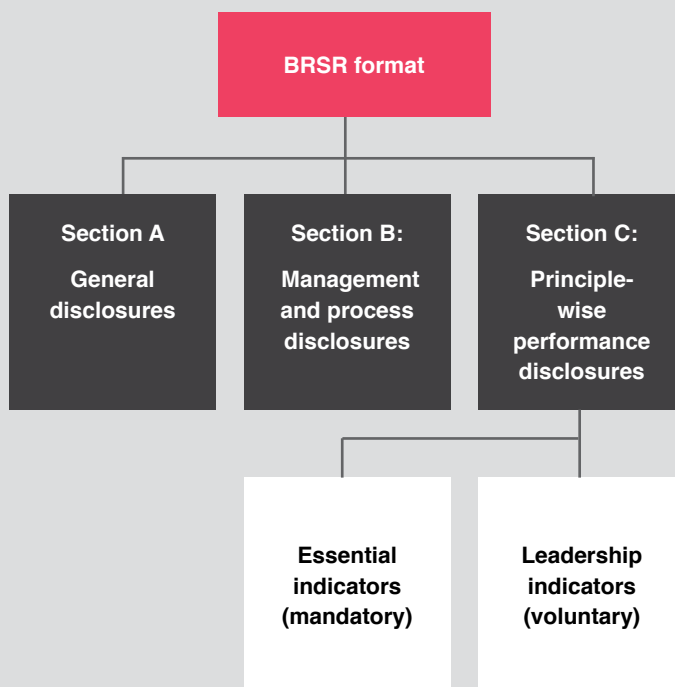 BRSR format
Section A
General
disclosures
Section B:
Management
and process
disclosures
Section C:
Principle-
wise
performance
disclosures
Essential
indicators
(mandatory)
Leadership
indicators
(voluntary)